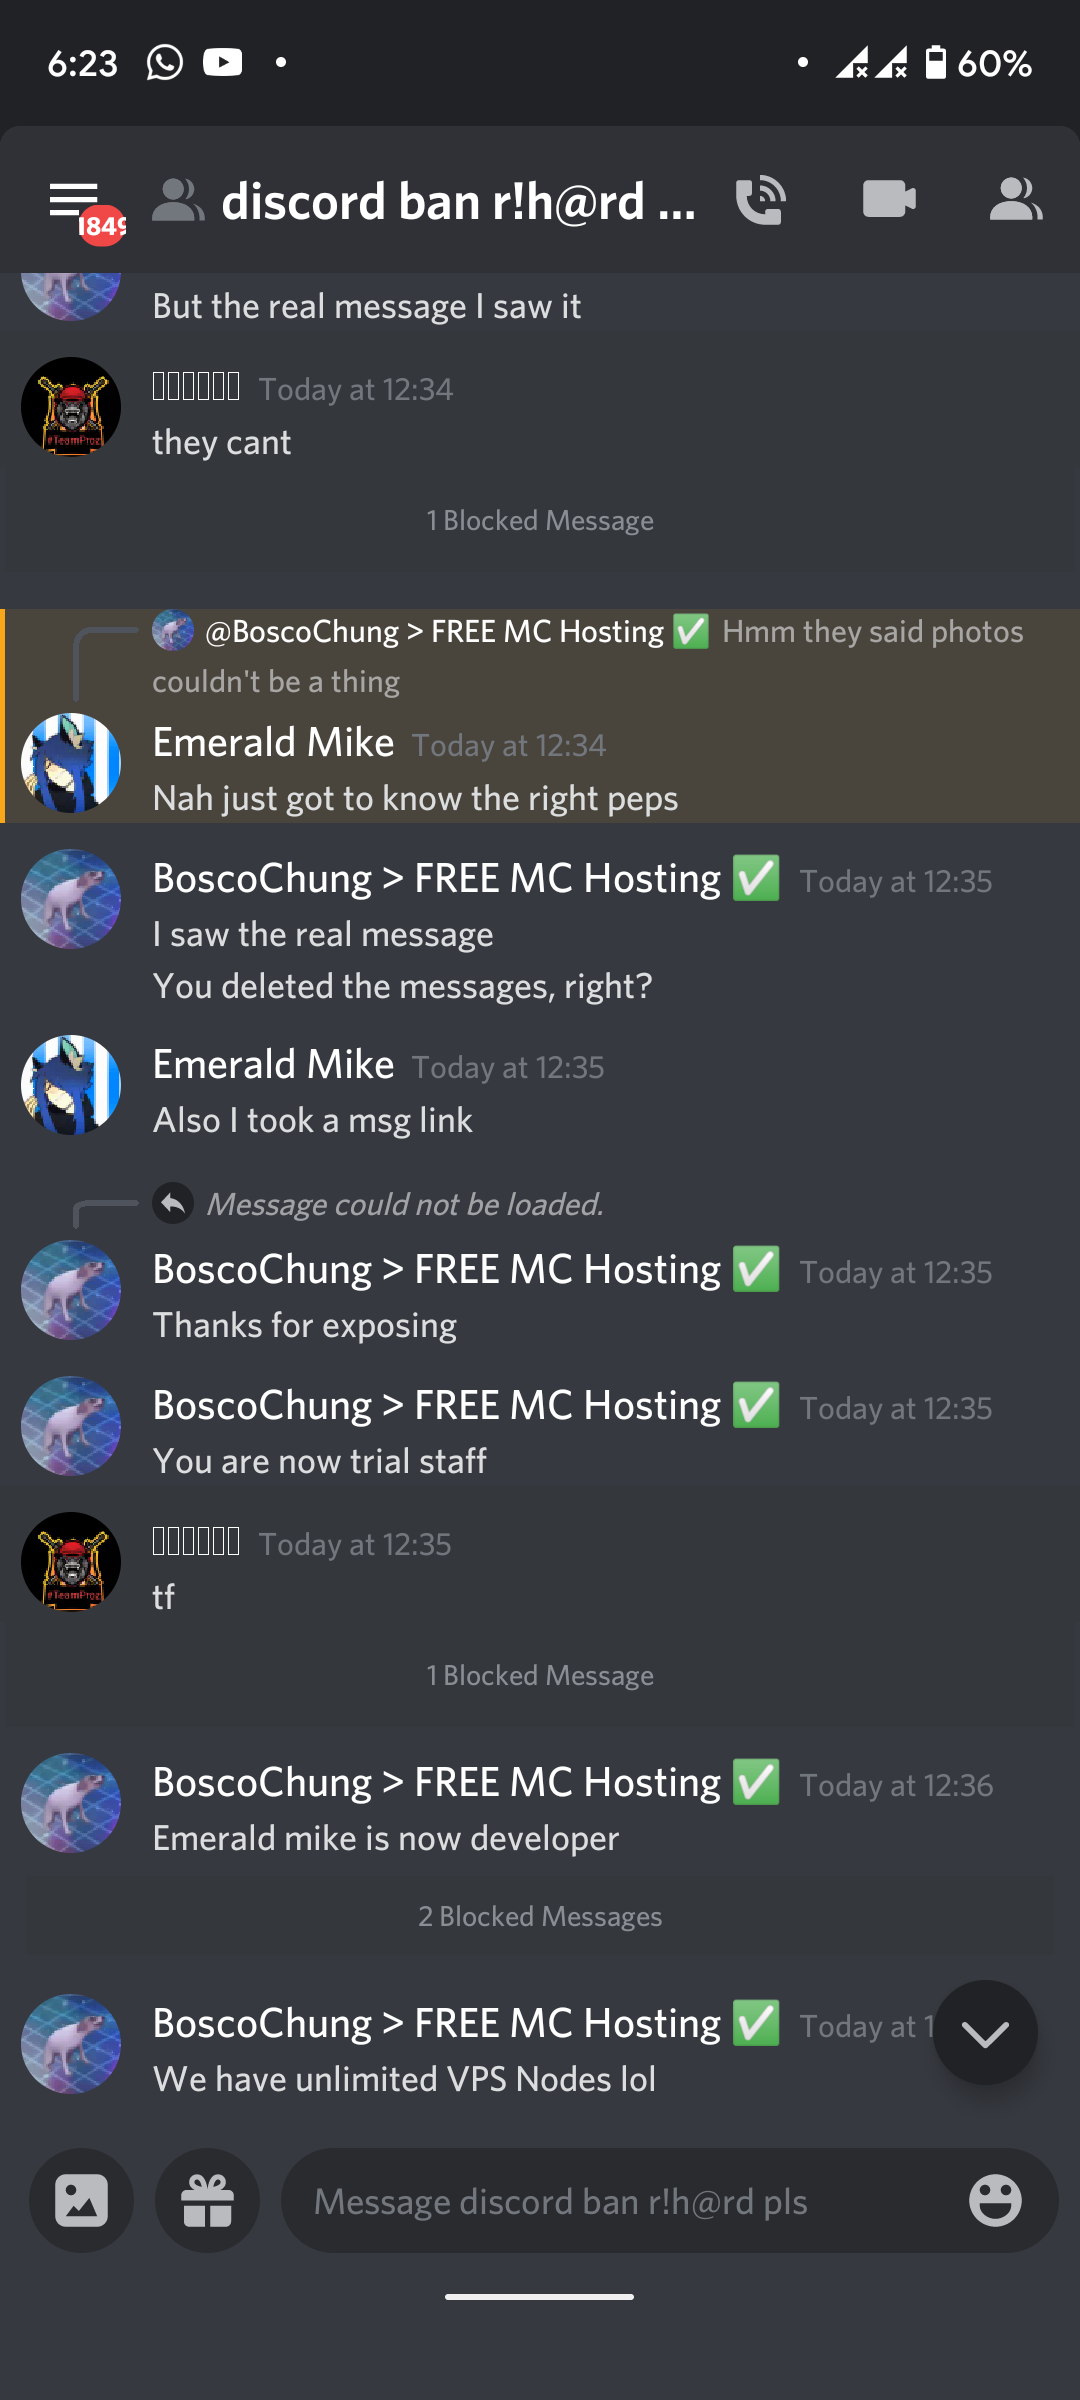 6:23
60%
1849
discord ban r!h@rd ...
But the real message I saw it
Today at 12:34
they cant
#TeamProz
1 Blocked Message
@BoscoChung > FREE MC Hosting ✅ Hmm they said photos
couldn't be a thing
Emerald Mike Today at 12:34
Nah just got to know the right peps
BoscoChung > FREE MC Hosting ✅ Today at 12:35
I saw the real message
You deleted the messages, right?
Emerald Mike Today at 12:35
Also I took a msg link
Message could not be loaded.
BoscoChung > FREE MC Hosting ✅ Today at 12:35
Thanks for exposing
BoscoChung > FREE MC Hosting ✅ Today at 12:35
You are now trial staff
Today at 12:35
tf
#TeamProz
1 Blocked Message
BoscoChung > FREE MC Hosting ✅ Today at 12:36
Emerald mike is now developer
2 Blocked Messages
BoscoChung > FREE MC Hosting ✅ Today at 1
We have unlimited VPS Nodes lol
Message discord ban r!h@rd pls